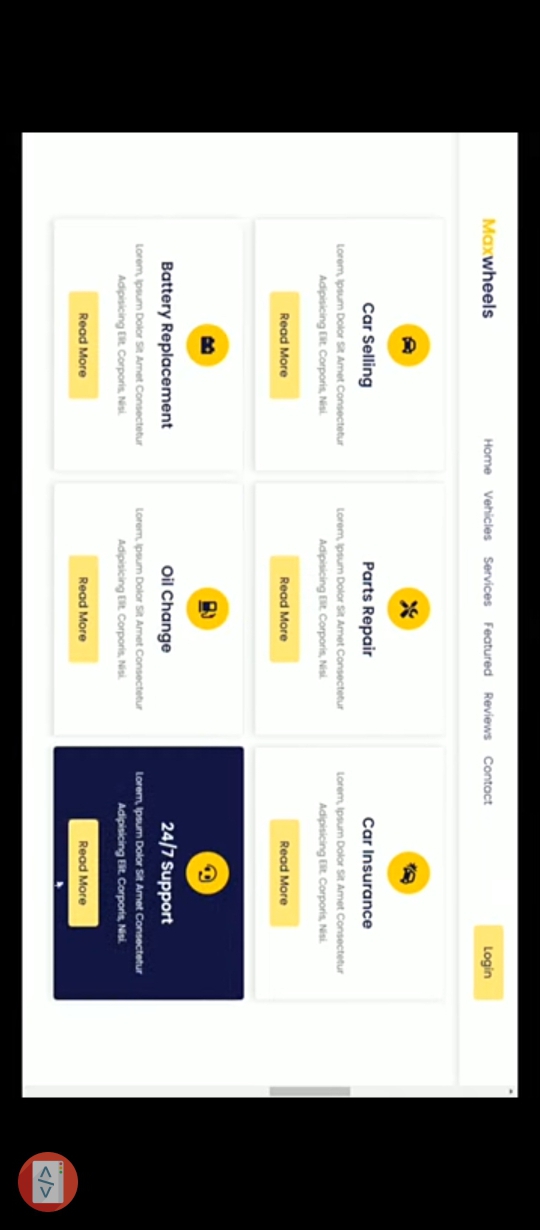 Maxwheels
Home Vehicles Services Featured Reviews Contact
Login
Car Selling
Lorem, Ipsum Dolor Sit Amet Consectetur
Adipisicing Elit. Corporis, Nisi.
Read More
Parts Repair
Lorem, Ipsum Dolor Sit Amet Consectetur
Adipisicing Elit. Corporis, Nisi.
Read More
Car Insurance
Lorem, Ipsum Dolor Sit Amet Consectetur
Adipisicing Elit. Corporis, Nisi.
Read More
Battery Replacement
Lorem, Ipsum Dolor Sit Amet Consectetur
Adipisicing Elit. Corporis, Nisi.
Read More
Oil Change
Lorem, Ipsum Dolor Sit Amet Consectetur
Adipisicing Elit. Corporis, Nisi.
Read More
24/7 Support
Lorem, Ipsum Dolor Sit Amet Consectetur
Adipisicing Elit. Corporis, Nisi.
Read More
</>